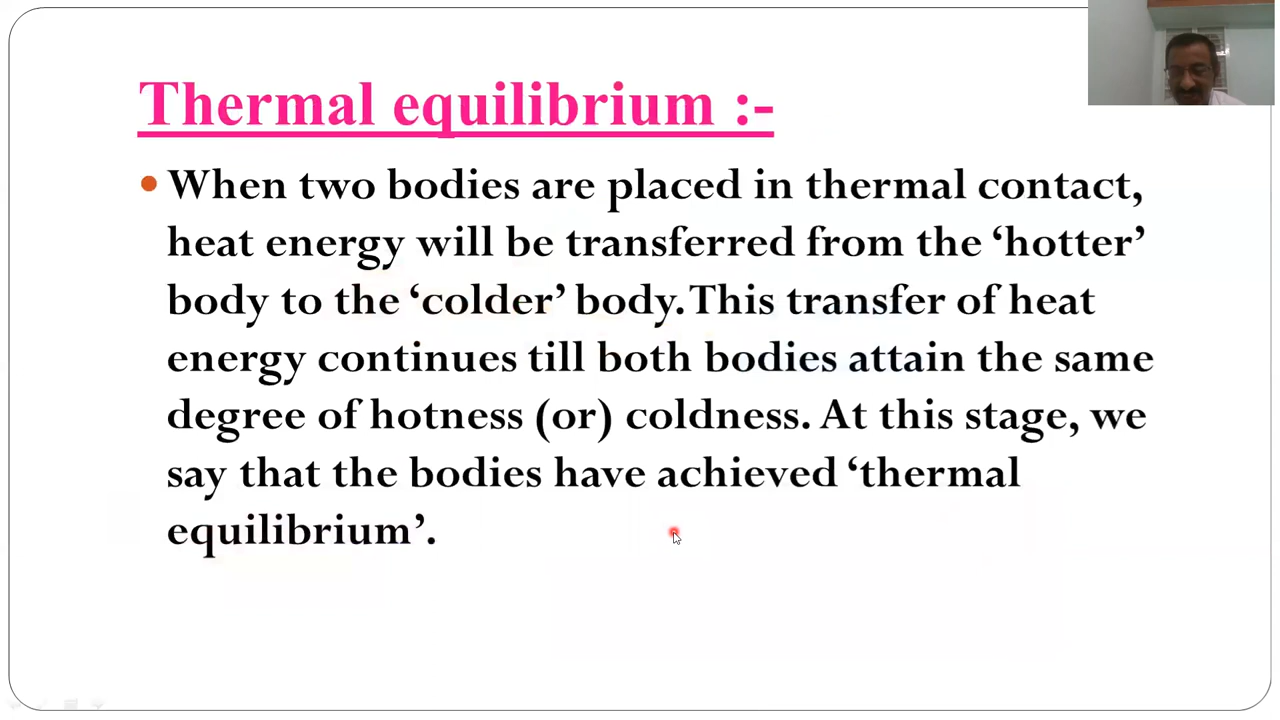 Thermal equilibrium :-
• When two bodies are placed in thermal contact,
heat energy will be transferred from the ‘hotter’
body to the ‘colder’ body. This transfer of heat
energy continues till both bodies attain the same
degree of hotness (or) coldness. At this stage, we
say that the bodies have achieved ‘thermal
equilibrium’.